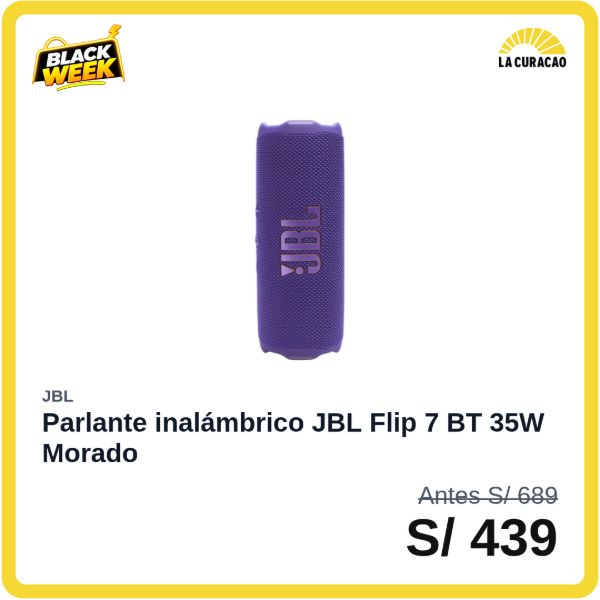 BLACK
WEEK
LA CURACAO
JBL
JBL
Parlante inalámbrico JBL Flip 7 BT 35W
Morado
Antes S/ 689
S/ 439